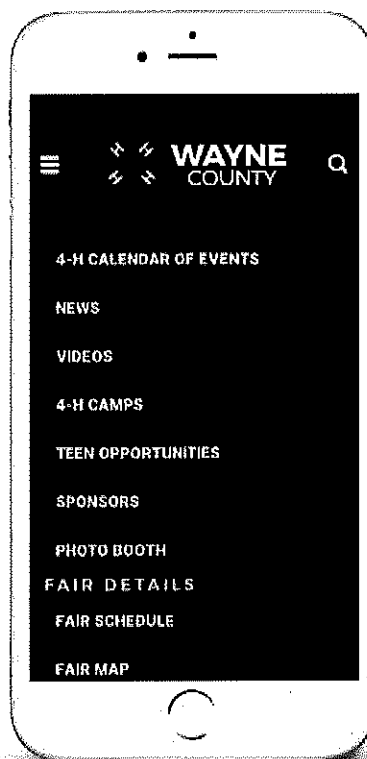 H H
H H
WAYNE
COUNTY
4-H CALENDAR OF EVENTS
NEWS
VIDEOS
4-H CAMPS
TEEN OPPORTUNITIES
SPONSORS
PHOTO BOOTH
FAIR DETAILS
FAIR SCHEDULE
FAIR MAP